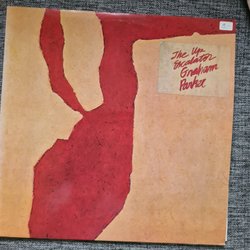 The Up
Escalator
Graham
Parker